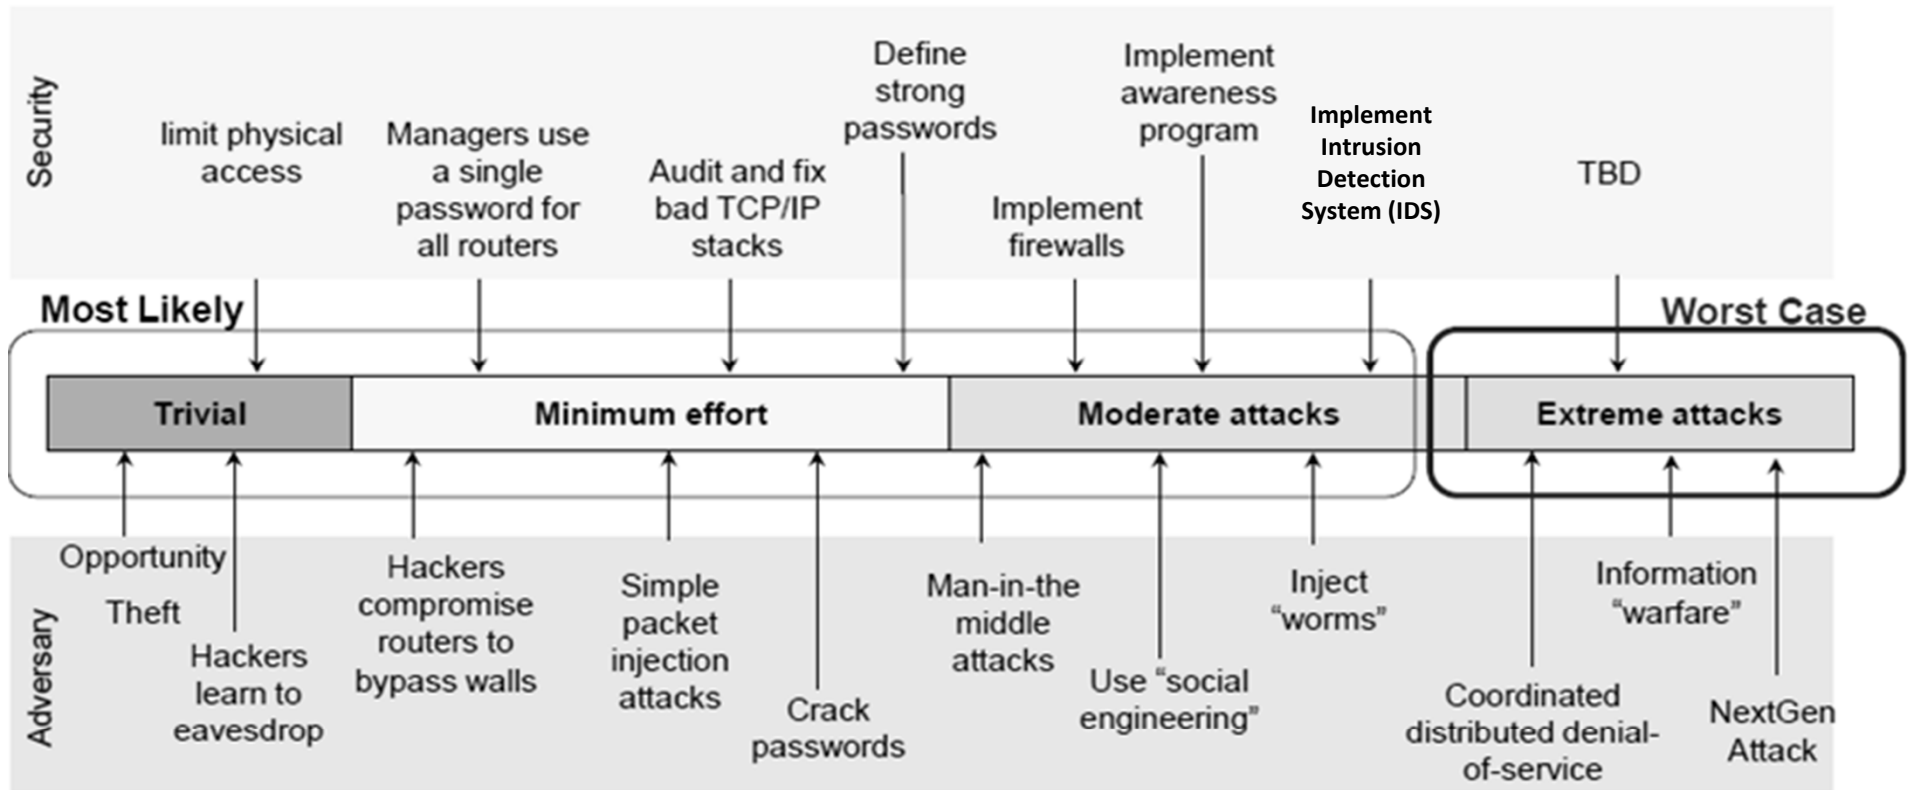 Security
limit physical
access
Managers use
a single
password for
all routers
Audit and fix
bad TCP/IP
stacks
Define
strong
passwords
Implement
firewalls
Implement
awareness
program
Implement
Intrusion
Detection
System (IDS)
TBD
Most Likely
Worst Case
Trivial
Minimum effort
Moderate attacks
Extreme attacks
Adversary
Opportunity
Theft
Hackers
learn to
eavesdrop
Hackers
compromise
routers to
bypass walls
Simple
packet
injection
attacks
Crack
passwords
Man-in-the
middle
attacks
Use “social
engineering”
Inject
“worms”
Coordinated
distributed denial-
of-service
Information
“warfare”
NextGen
Attack